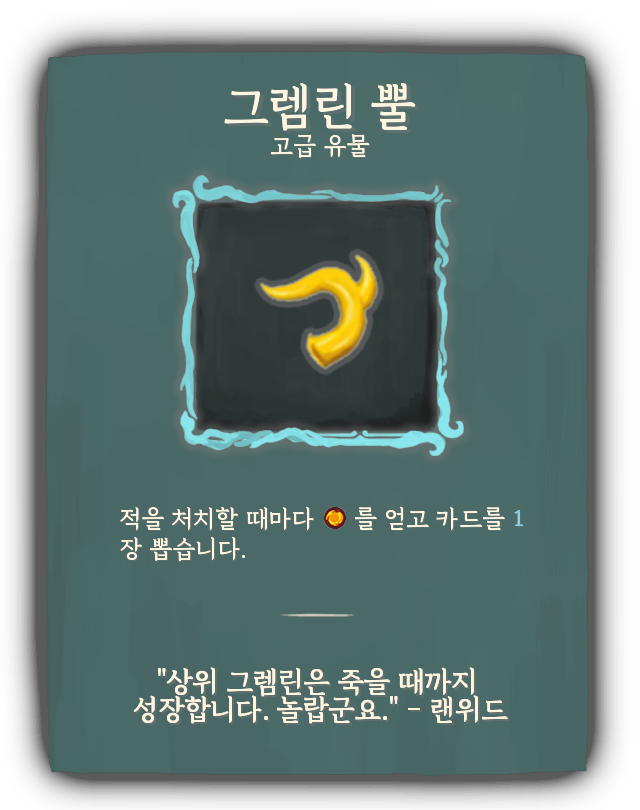 그렘린 뿔
고급 유물
적을 처치할 때마다 를 얻고 카드를 1
장 뽑습니다.
"상위 그렘린은 죽을 때까지
성장합니다. 놀랍군요." - 랜위드